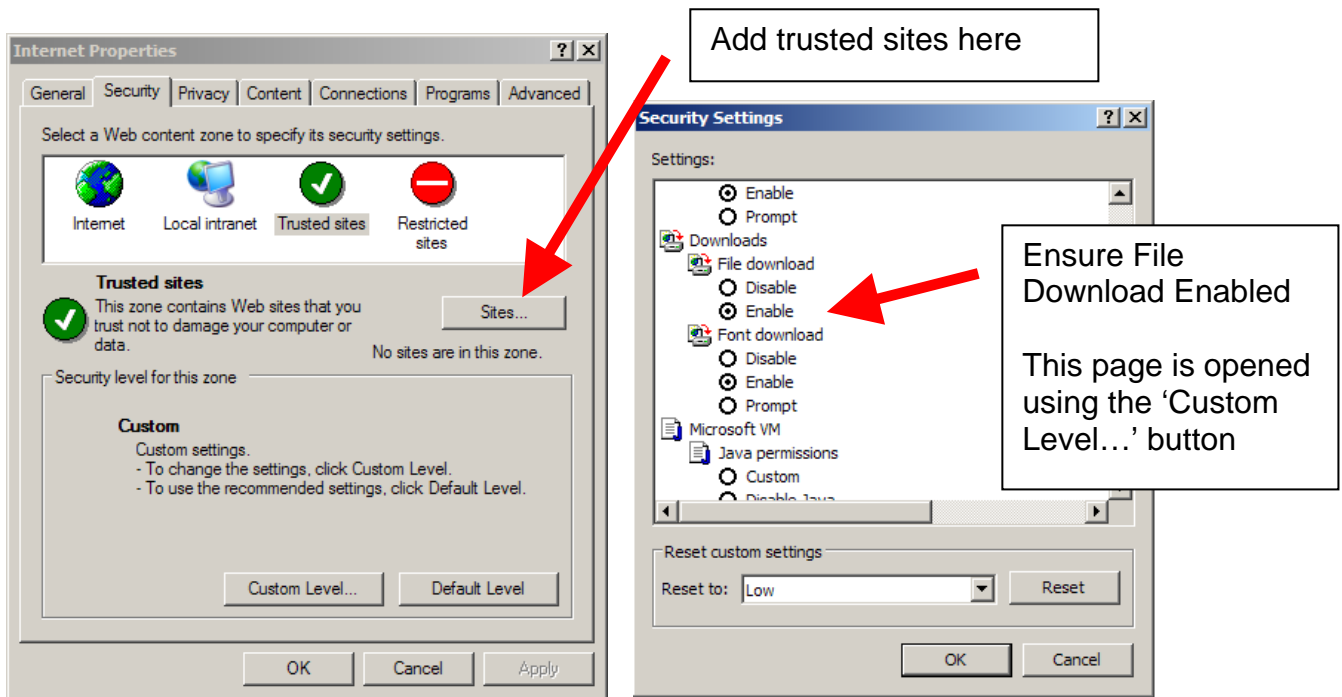 Add trusted sites here
Internet Properties
General Security Privacy Content Connections Programs Advanced
Select a Web content zone to specify its security settings.
Internet Local intranet Trusted sites Restricted
sites
Trusted sites
This zone contains Web sites that you
trust not to damage your computer or
data.
Sites...
No sites are in this zone.
Security level for this zone
Custom
Custom settings.
- To change the settings, click Custom Level.
- To use the recommended settings, click Default Level.
Custom Level... Default Level
OK Cancel Apply
Security Settings
Settings:
Enable
Prompt
Downloads
File download
Disable
Enable
Font download
Disable
Enable
Prompt
Microsoft VM
Java permissions
Custom
Disable Java
Reset custom settings
Reset to: Low Reset
OK Cancel
Ensure File
Download Enabled
This page is opened
using the ‘Custom
Level…’ button